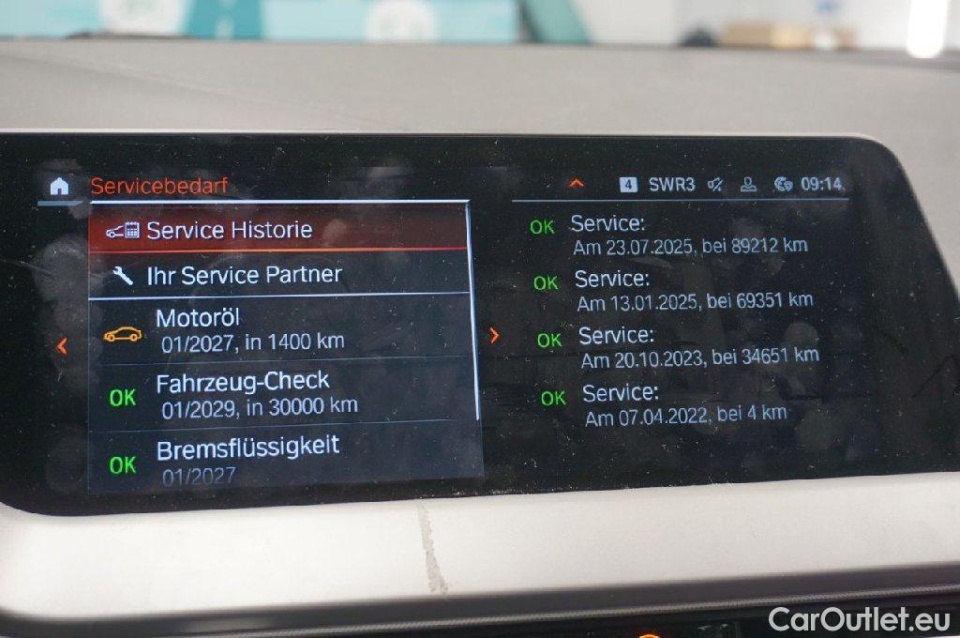 Servicebedarf
4 SWR3 09:14
Service Historie
Ihr Service Partner
Motoröl
01/2027, in 1400 km
OK Fahrzeug-Check
01/2029, in 30000 km
OK Bremsflüssigkeit
01/2027
OK Service:
Am 23.07.2025, bei 89212 km
OK Service:
Am 13.01.2025, bei 69351 km
OK Service:
Am 20.10.2023, bei 34651 km
OK Service:
Am 07.04.2022, bei 4 km
CarOutlet.eu